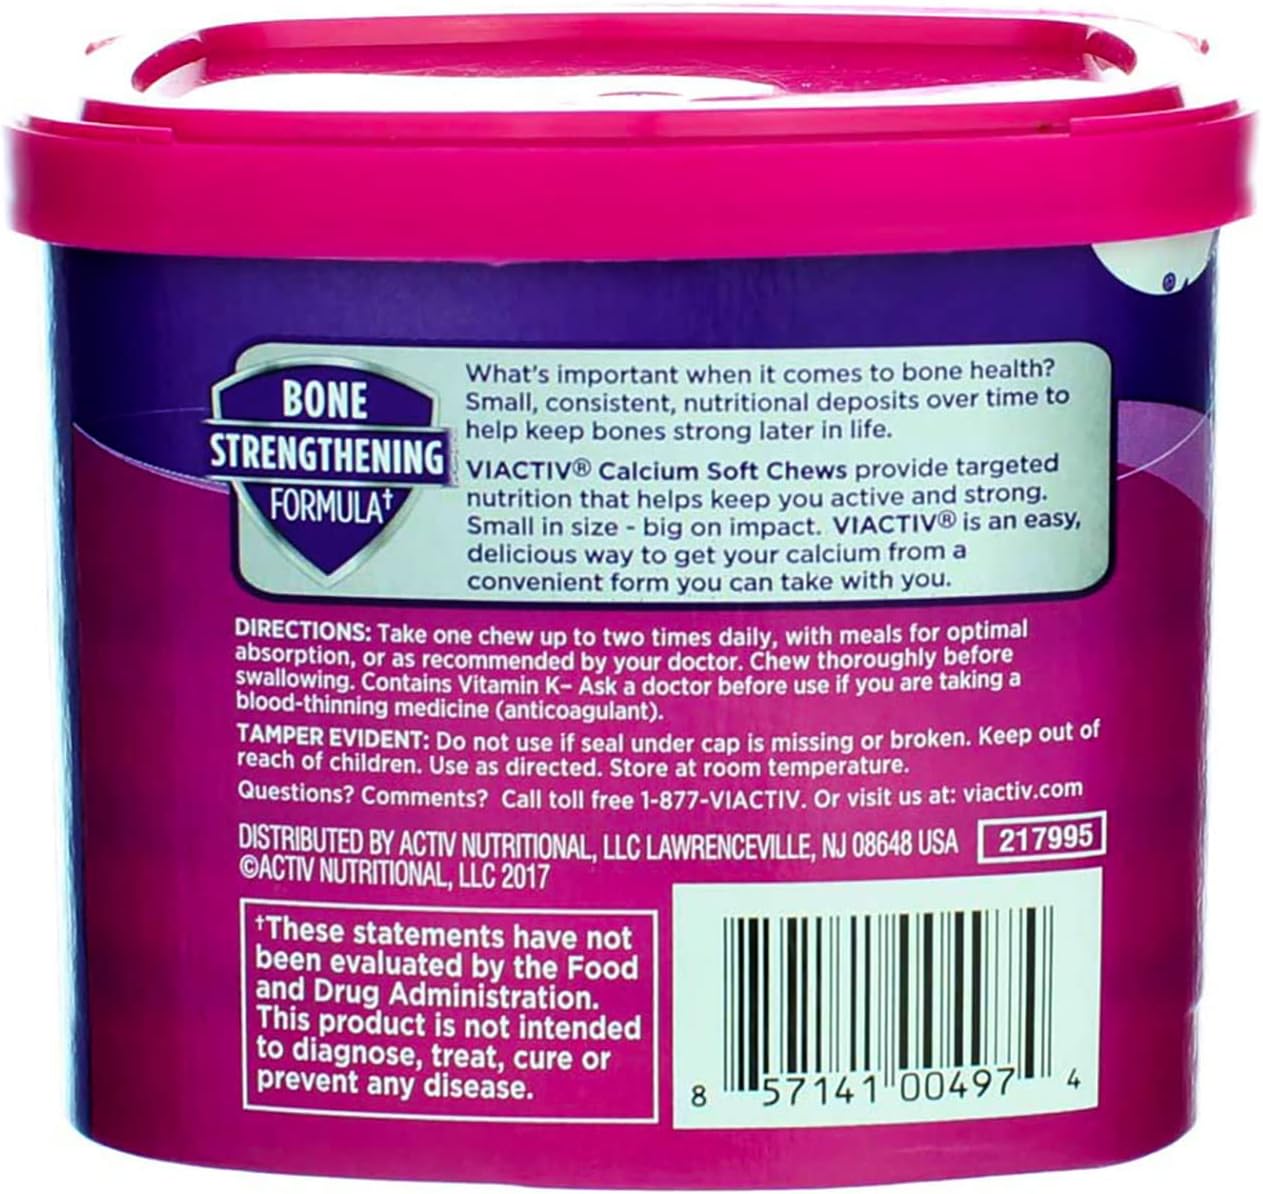 BONE
STRENGTHENING
FORMULA†
What's important when it comes to bone health?
Small, consistent, nutritional deposits over time to
help keep bones strong later in life.
VIACTIV® Calcium Soft Chews provide targeted
nutrition that helps keep you active and strong.
Small in size - big on impact. VIACTIV® is an easy,
delicious way to get your calcium from a
convenient form you can take with you.
DIRECTIONS: Take one chew up to two times daily, with meals for optimal
absorption, or as recommended by your doctor. Chew thoroughly before
swallowing. Contains Vitamin K– Ask a doctor before use if you are taking a
blood-thinning medicine (anticoagulant).
TAMPER EVIDENT: Do not use if seal under cap is missing or broken. Keep out of
reach of children. Use as directed. Store at room temperature.
Questions? Comments? Call toll free 1-877-VIACTIV. Or visit us at: viactiv.com
DISTRIBUTED BY ACTIV NUTRITIONAL, LLC LAWRENCEVILLE, NJ 08648 USA 217995
©ACTIV NUTRITIONAL, LLC 2017
†These statements have not
been evaluated by the Food
and Drug Administration.
This product is not intended
to diagnose, treat, cure or
prevent any disease.
8 57141 00497 4